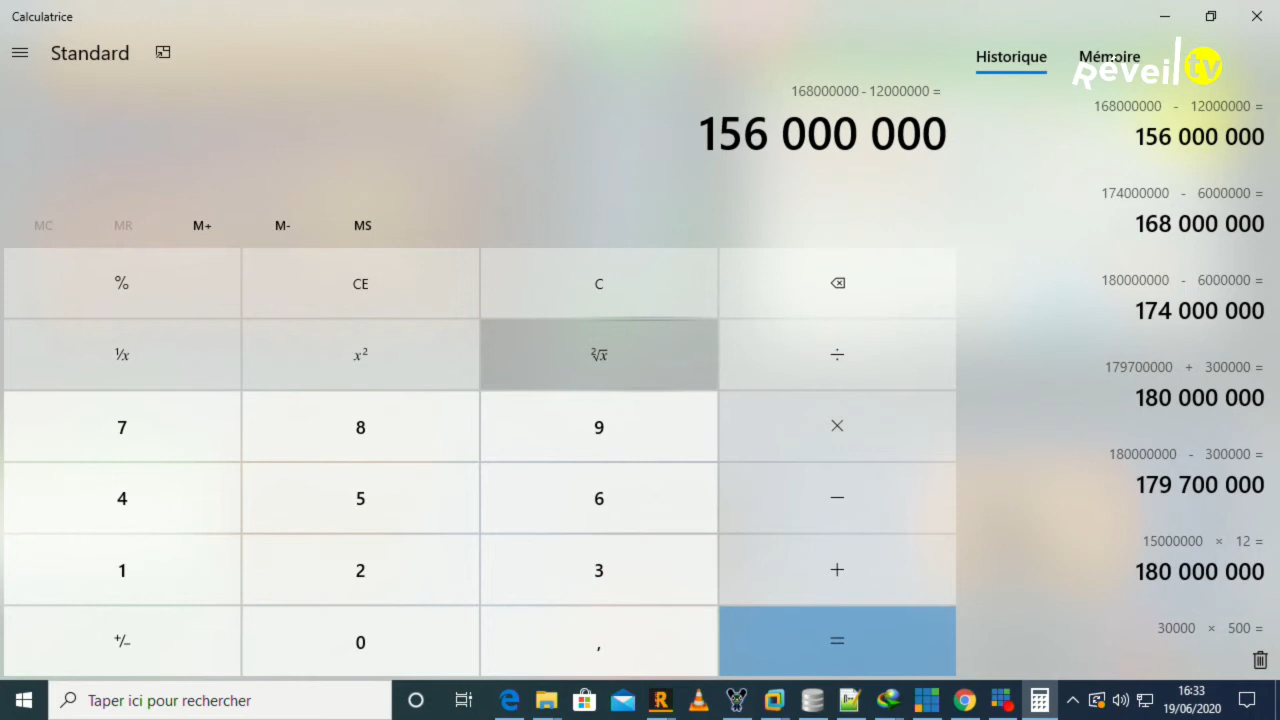 Calculatrice
Standard
Historique Mémoire
Réveil tv
168000000 - 12000000 =
156 000 000
MC MR M+ M- MS
% CE C
⅟x x² ²√x ÷
7 8 9 ×
4 5 6 −
1 2 3 +
+/− 0 , =
168000000 - 12000000 =
156 000 000
174000000 - 6000000 =
168 000 000
180000000 - 6000000 =
174 000 000
179700000 + 300000 =
180 000 000
180000000 - 300000 =
179 700 000
15000000 × 12 =
180 000 000
30000 × 500 =
Taper ici pour rechercher
16:33
19/06/2020